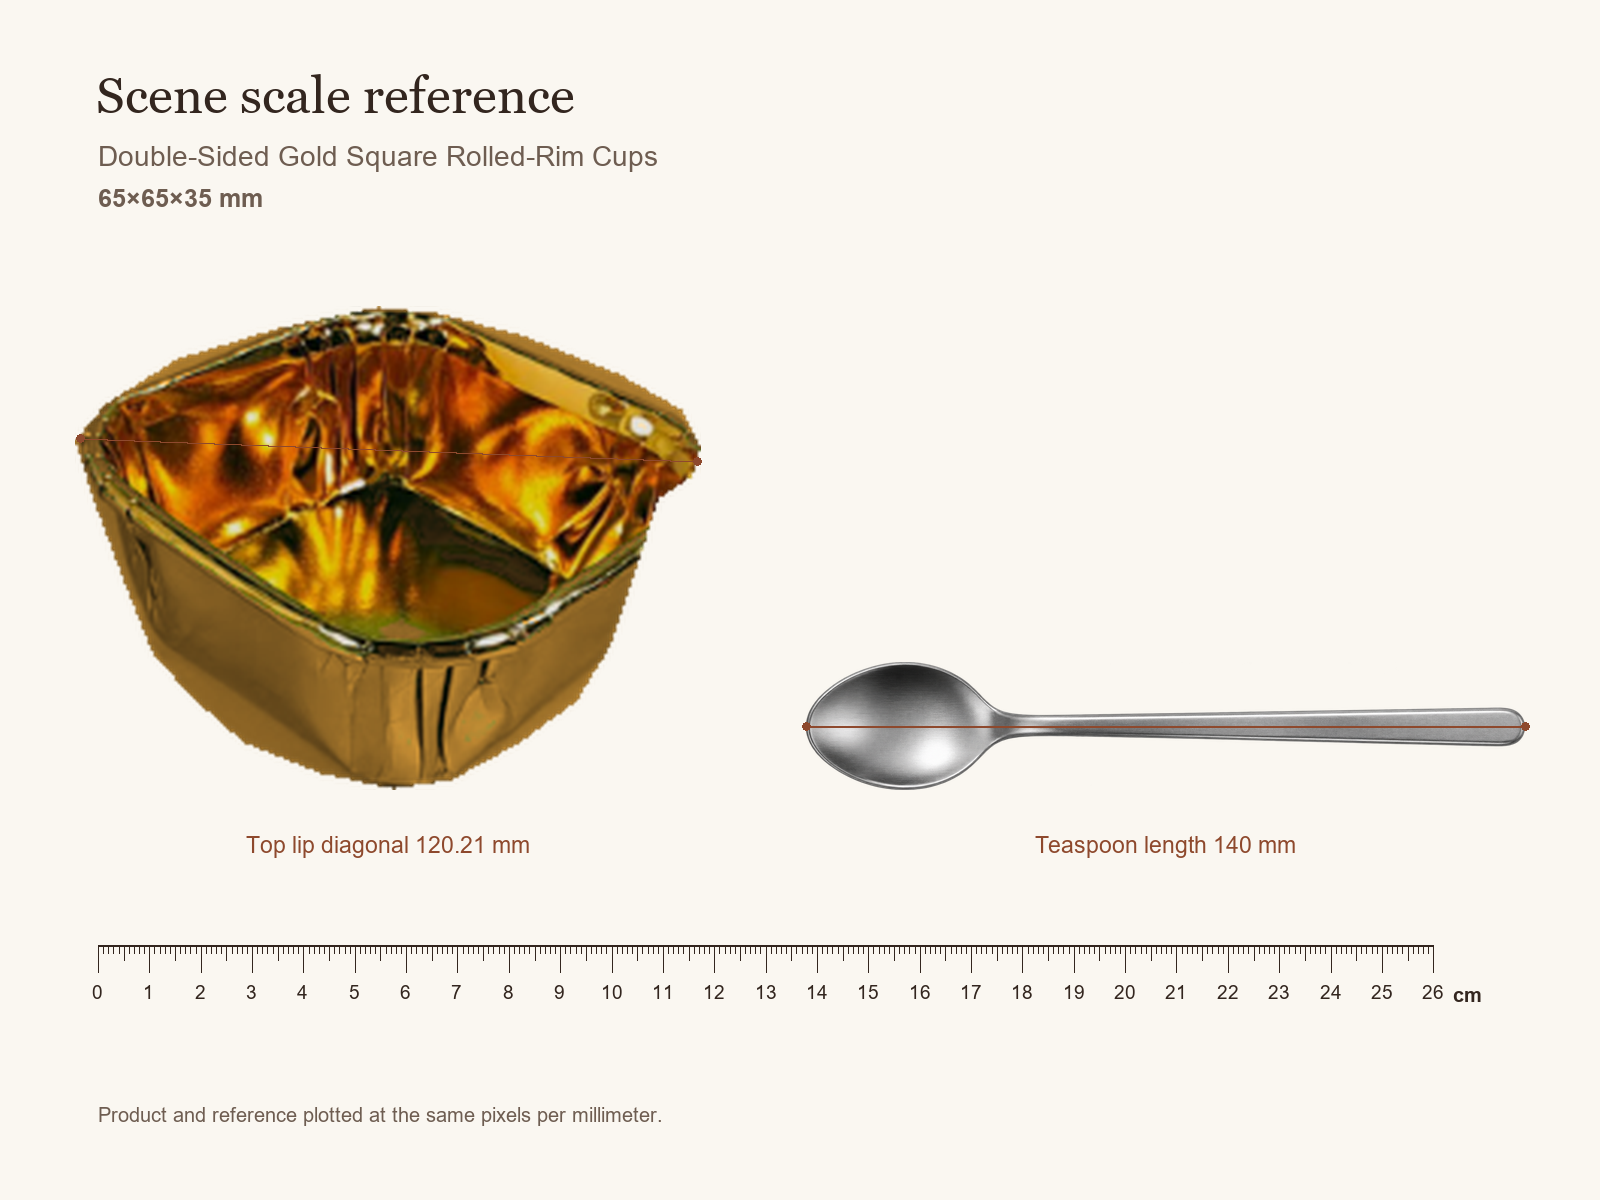 Scene scale reference
Double-Sided Gold Square Rolled-Rim Cups
65×65×35 mm
Top lip diagonal 120.21 mm
Teaspoon length 140 mm
0 1 2 3 4 5 6 7 8 9 10 11 12 13 14 15 16 17 18 19 20 21 22 23 24 25 26 cm
Product and reference plotted at the same pixels per millimeter.